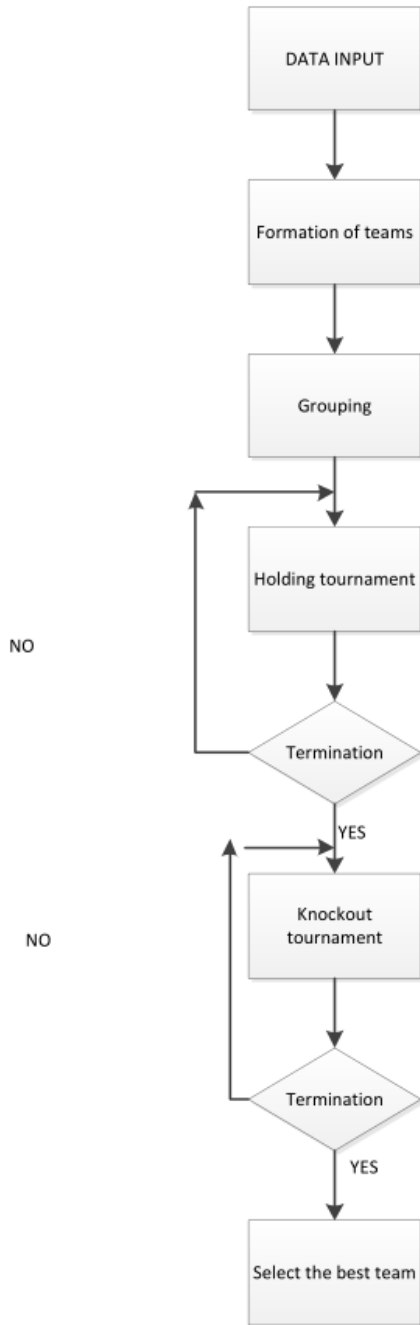 DATA INPUT
Formation of teams
Grouping
Holding tournament
NO
Termination
YES
Knockout
tournament
NO
Termination
YES
Select the best team